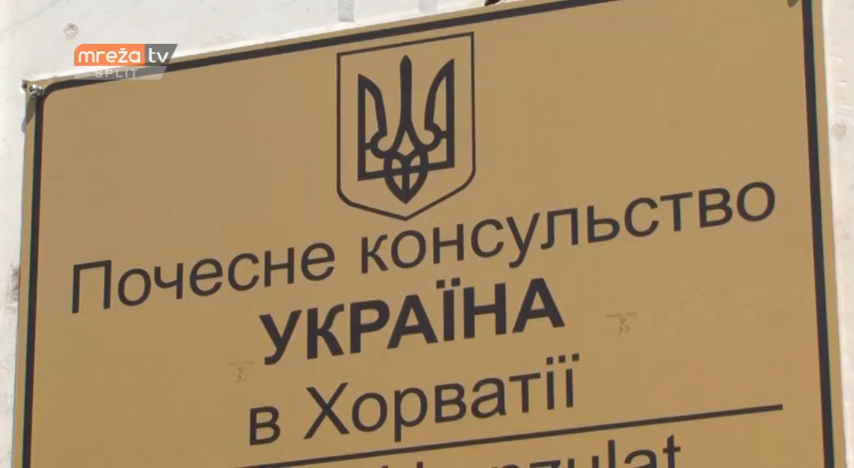 mreža tv
SPLIT
Почесне консульство
УКРАЇНА
в Хорватії